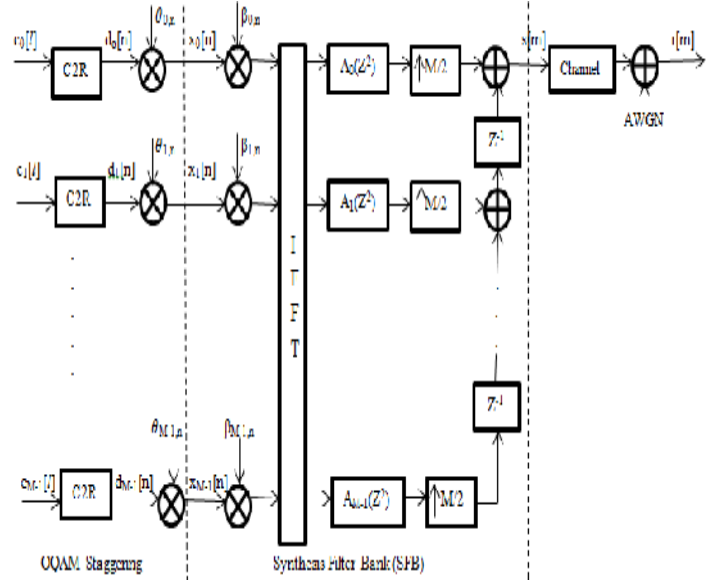 θ0,n β0,n
c0[l] C2R d0[n] x0[n] A0(Z²) M/2 s[m] Channel r[m]
AWGN
Z-1
θ1,n β1,n
c1[l] C2R d1[n] x1[n] A1(Z²) M/2
I
F
F
T
Z-1
θM-1,n βM-1,n
cM-1[l] C2R dM-1[n] xM-1[n] AM-1(Z²) M/2
OQAM Staggering Synthesis Filter Bank (SFB)